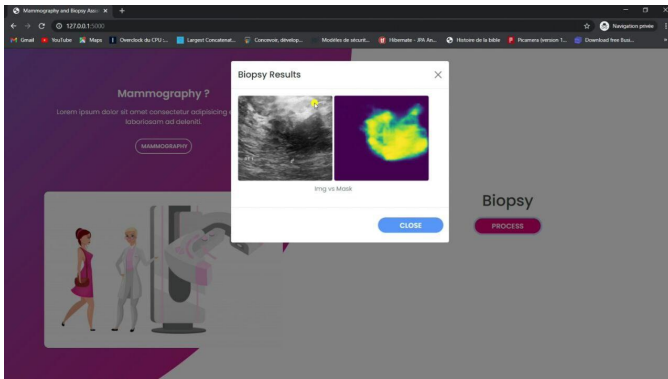 Mammography and Biopsy Assi
127.0.0.1:5000
Navigation privée
Gmail
YouTube
Maps
Overclock du CPU :...
Largest Concatenat...
Concevoir, dévelop...
Modèles de sécurit...
Hibernate - JPA An...
Histoire de la bible
Picamera (version 1...
Download free Busi...
Mammography ?
Lorem ipsum dolor sit amet consectetur adipisicing
laboriosam ad deleniti.
MAMMOGRAPHY
Biopsy Results
Img vs Mask
CLOSE
Biopsy
PROCESS